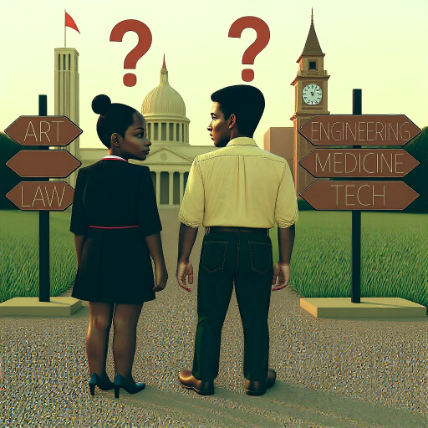 ?
?
ART
LAW
ENGINEERING
MEDICINE
TECH